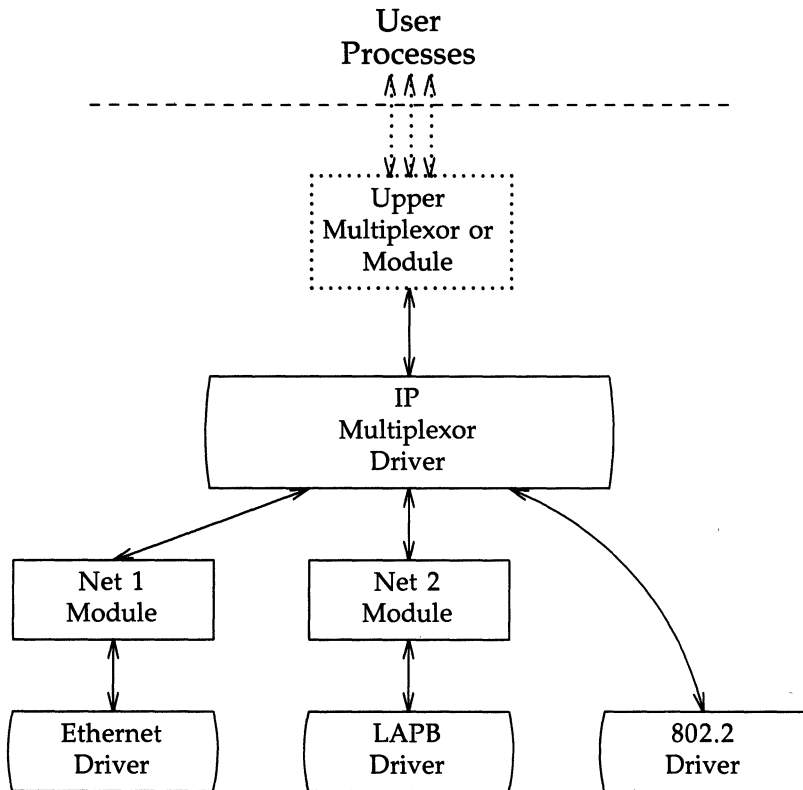 User
Processes
Upper
Multiplexor or
Module
IP
Multiplexor
Driver
Net 1
Module
Net 2
Module
Ethernet
Driver
LAPB
Driver
802.2
Driver